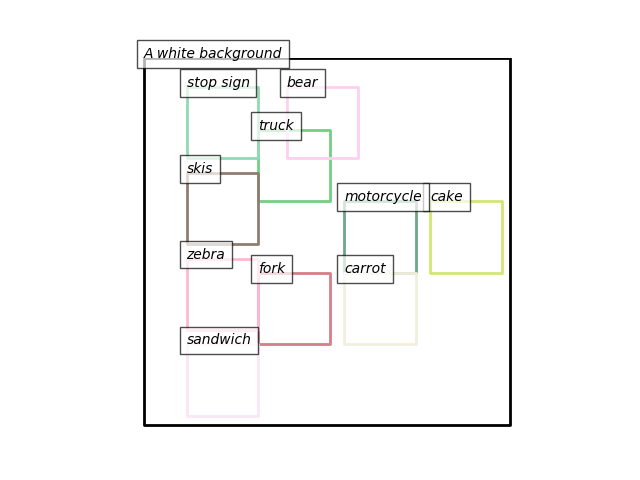 A white background
stop sign
bear
truck
skis
motorcycle
cake
zebra
fork
carrot
sandwich